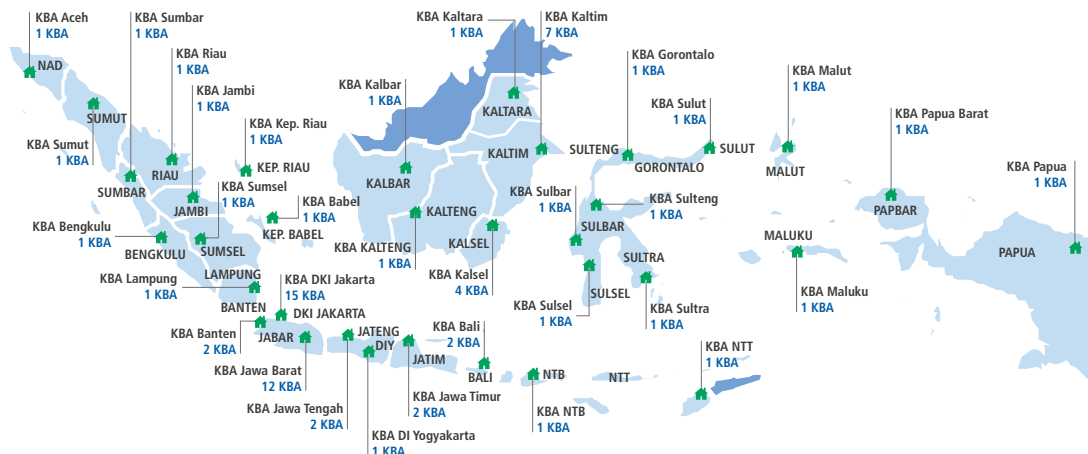 KBA Aceh
1 KBA
KBA Sumbar
1 KBA
KBA Riau
1 KBA
KBA Jambi
1 KBA
KBA Kep. Riau
1 KBA
KBA Sumut
1 KBA
KBA Sumsel
1 KBA
KBA Babel
1 KBA
KBA Bengkulu
1 KBA
KBA Lampung
1 KBA
KBA DKI Jakarta
15 KBA
KBA Banten
2 KBA
KBA Jawa Barat
12 KBA
KBA Jawa Tengah
2 KBA
KBA DI Yogyakarta
1 KBA
KBA Jawa Timur
2 KBA
KBA Bali
2 KBA
KBA NTB
1 KBA
KBA NTT
1 KBA
KBA Kalbar
1 KBA
KBA Kaltara
1 KBA
KBA Kaltim
7 KBA
KBA KALTENG
1 KBA
KBA Kalsel
4 KBA
KBA Gorontalo
1 KBA
KBA Sulut
1 KBA
KBA Sulbar
1 KBA
KBA Sulteng
1 KBA
KBA Sulsel
1 KBA
KBA Sultra
1 KBA
KBA Malut
1 KBA
KBA Maluku
1 KBA
KBA Papua Barat
1 KBA
KBA Papua
1 KBA
NAD
SUMUT
RIAU
SUMBAR
KEP. RIAU
JAMBI
KEP. BABEL
BENGKULU
SUMSEL
LAMPUNG
BANTEN
DKI JAKARTA
JABAR
JATENG
DIY
JATIM
BALI
NTB
NTT
KALBAR
KALTENG
KALSEL
KALTIM
KALTARA
SULTENG
GORONTALO
SULUT
SULBAR
SULTRA
SULSEL
MALUT
MALUKU
PAPBAR
PAPUA